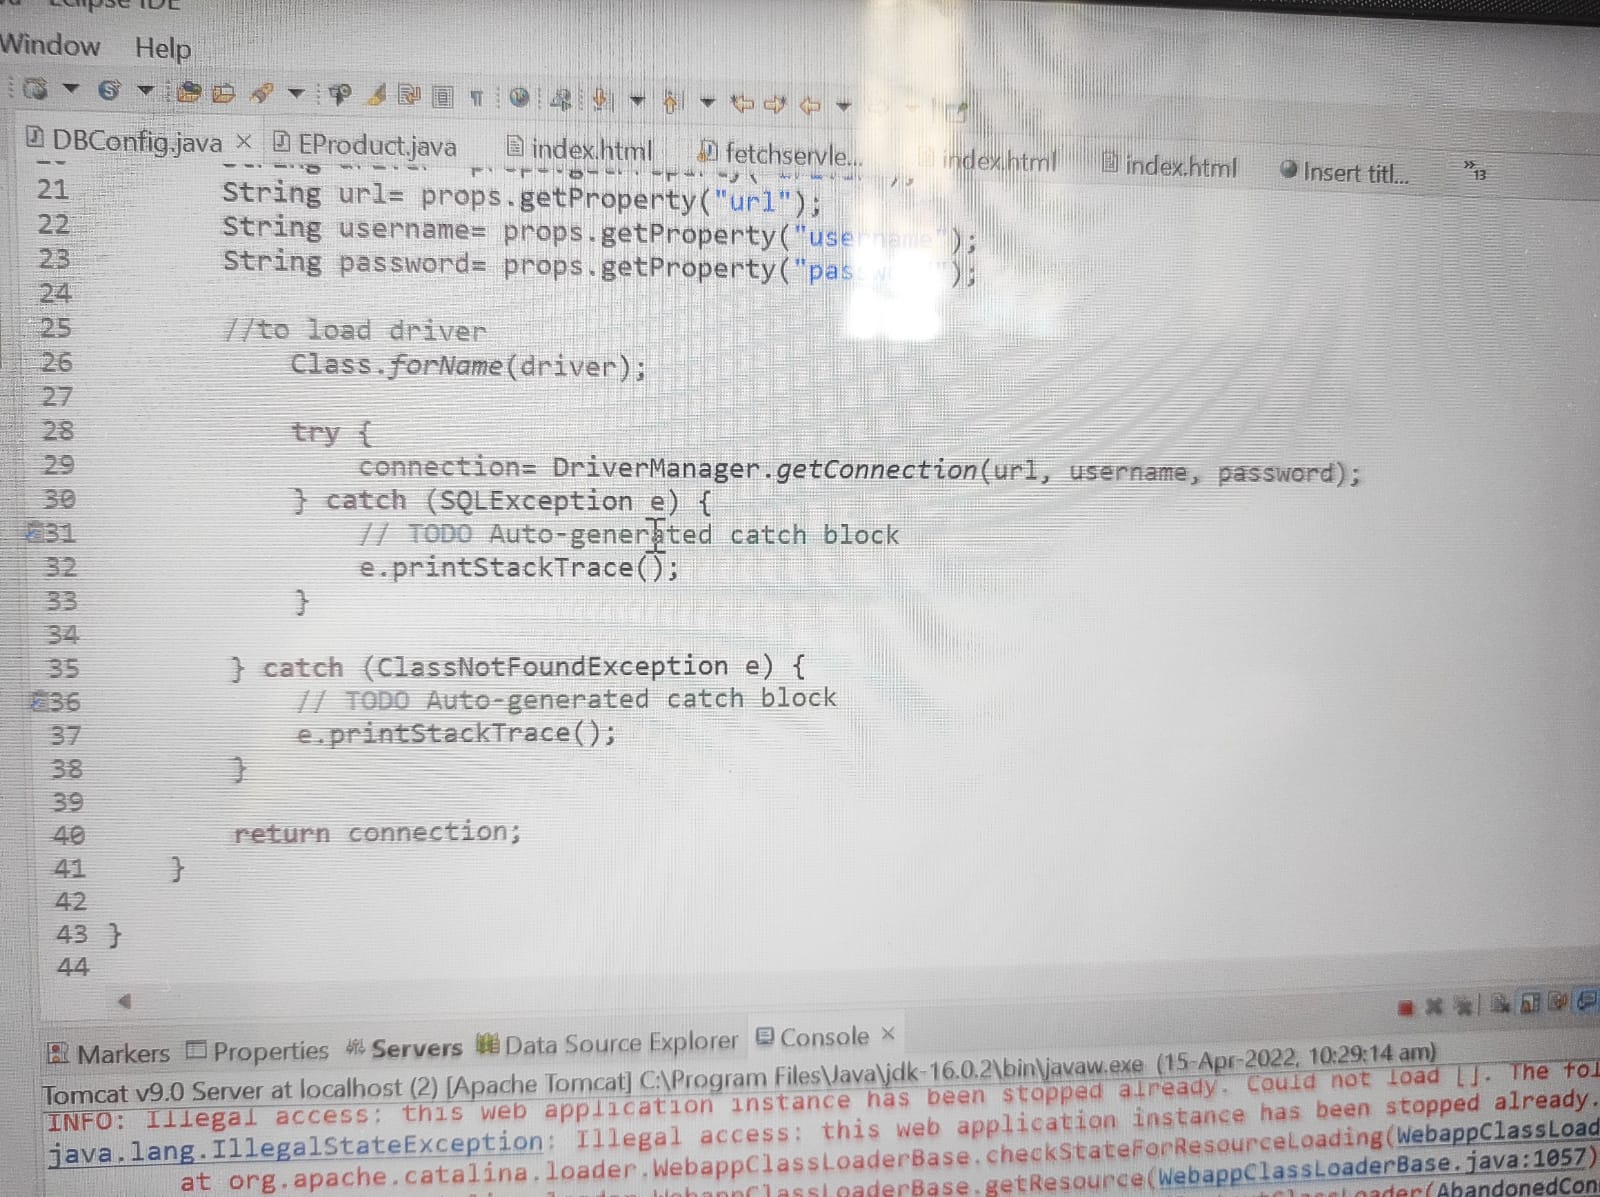 Eclipse IDE
Window Help
DBConfig.java EProduct.java index.html fetchservle... index.html index.html Insert titl... »13
21 String url= props.getProperty("url");
22 String username= props.getProperty("username");
23 String password= props.getProperty("pas ");
24
25 //to load driver
26 Class.forName(driver);
27
28 try {
29 connection= DriverManager.getConnection(url, username, password);
30 } catch (SQLException e) {
31 // TODO Auto-generated catch block
32 e.printStackTrace();
33 }
34
35 } catch (ClassNotFoundException e) {
36 // TODO Auto-generated catch block
37 e.printStackTrace();
38 }
39
40 return connection;
41 }
42
43 }
44
Markers Properties Servers Data Source Explorer Console
Tomcat v9.0 Server at localhost (2) [Apache Tomcat] C:\Program Files\Java\jdk-16.0.2\bin\javaw.exe (15-Apr-2022, 10:29:14 am)
INFO: Illegal access: this web application instance has been stopped already. Could not load []. The fol
java.lang.IllegalStateException: Illegal access: this web application instance has been stopped already.
at org.apache.catalina.loader.WebappClassLoaderBase.checkStateForResourceLoading(WebappClassLoad
WebappClassLoaderBase.getResource(WebappClassLoaderBase.java:1057)
(AbandonedCon